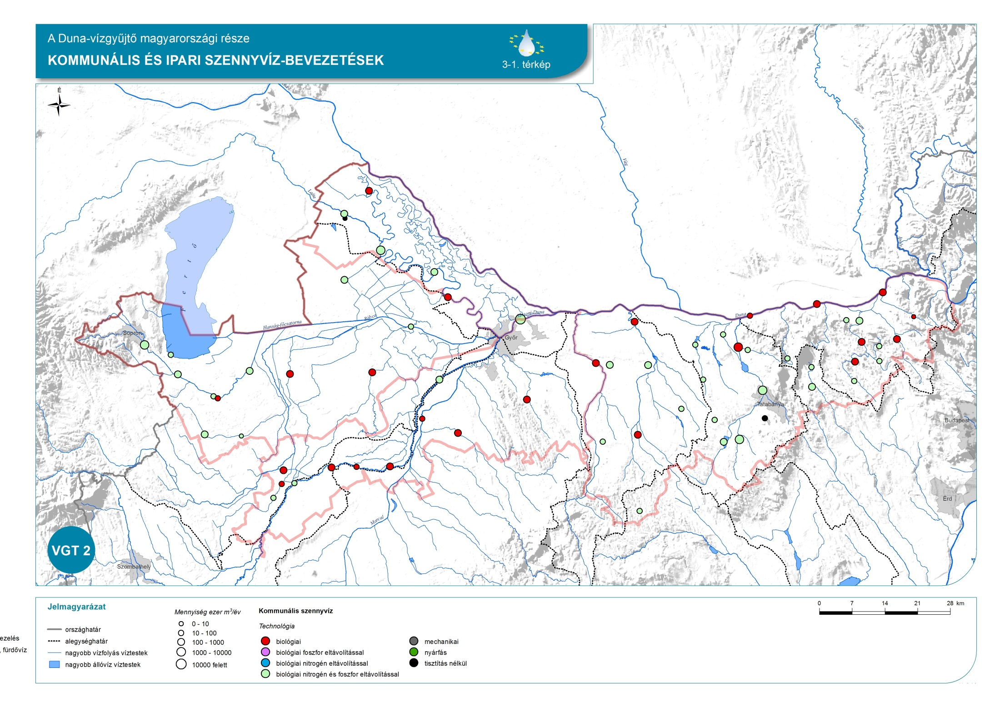 A Duna-vízgyűjtő magyarországi része
KOMMUNÁLIS ÉS IPARI SZENNYVÍZ-BEVEZETÉSEK
3-1. térkép
É
Garam
Vág
Lajta
Ipoly
Fertő
Mosoni-Duna
Duna
Rábca
Hanság-főcsatorna
Sopron
Győr
Tatabánya
Budapest
Érd
Marcal
VGT 2
Szombathely
Jelmagyarázat
országhatár
alegységhatár
nagyobb vízfolyás víztestek
nagyobb állóvíz víztestek
ezelés
, fürdővíz
Mennyiség ezer m³/év
0 - 10
10 - 100
100 - 1000
1000 - 10000
10000 felett
Kommunális szennyvíz
Technológia
biológiai
biológiai foszfor eltávolítással
biológiai nitrogén eltávolítással
biológiai nitrogén és foszfor eltávolítással
mechanikai
nyárfás
tisztítás nélkül
0 7 14 21 28 km